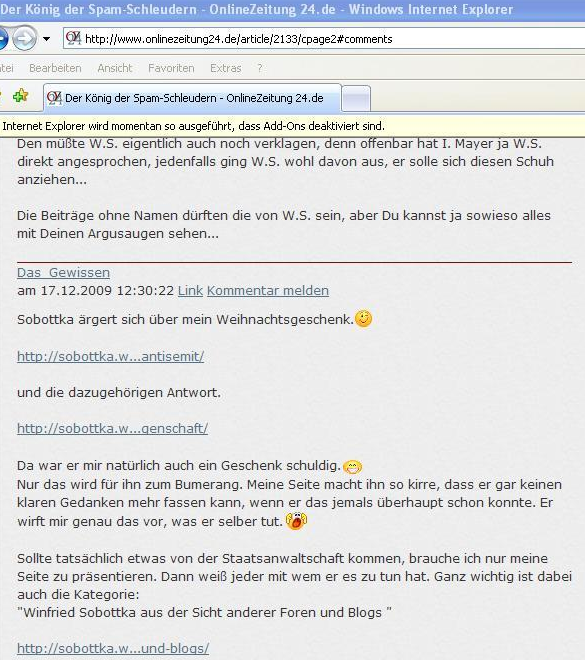 Der König der Spam-Schleudern - OnlineZeitung 24.de - Windows Internet Explorer
http://www.onlinezeitung24.de/article/2133/cpage2#comments
tei Bearbeiten Ansicht Favoriten Extras ?
Der König der Spam-Schleudern - OnlineZeitung 24.de
Internet Explorer wird momentan so ausgeführt, dass Add-Ons deaktiviert sind.
Den müßte W.S. eigentlich auch noch verklagen, denn offenbar hat I. Mayer ja W.S.
direkt angesprochen, jedenfalls ging W.S. wohl davon aus, er solle sich diesen Schuh
anziehen...
Die Beiträge ohne Namen dürften die von W.S. sein, aber Du kannst ja sowieso alles
mit Deinen Argusaugen sehen...
Das_Gewissen
am 17.12.2009 12:30:22 Link Kommentar melden
Sobottka ärgert sich über mein Weihnachtsgeschenk.
http://sobottka.w...antisemit/
und die dazugehörigen Antwort.
http://sobottka.w...genschaft/
Da war er mir natürlich auch ein Geschenk schuldig.
Nur das wird für ihn zum Bumerang. Meine Seite macht ihn so kirre, dass er gar keinen
klaren Gedanken mehr fassen kann, wenn er das jemals überhaupt schon konnte. Er
wirft mir genau das vor, was er selber tut.
Sollte tatsächlich etwas von der Staatsanwaltschaft kommen, brauche ich nur meine
Seite zu präsentieren. Dann weiß jeder mit wem er es zu tun hat. Ganz wichtig ist dabei
auch die Kategorie:
"Winfried Sobottka aus der Sicht anderer Foren und Blogs "
http://sobottka.w...und-blogs/